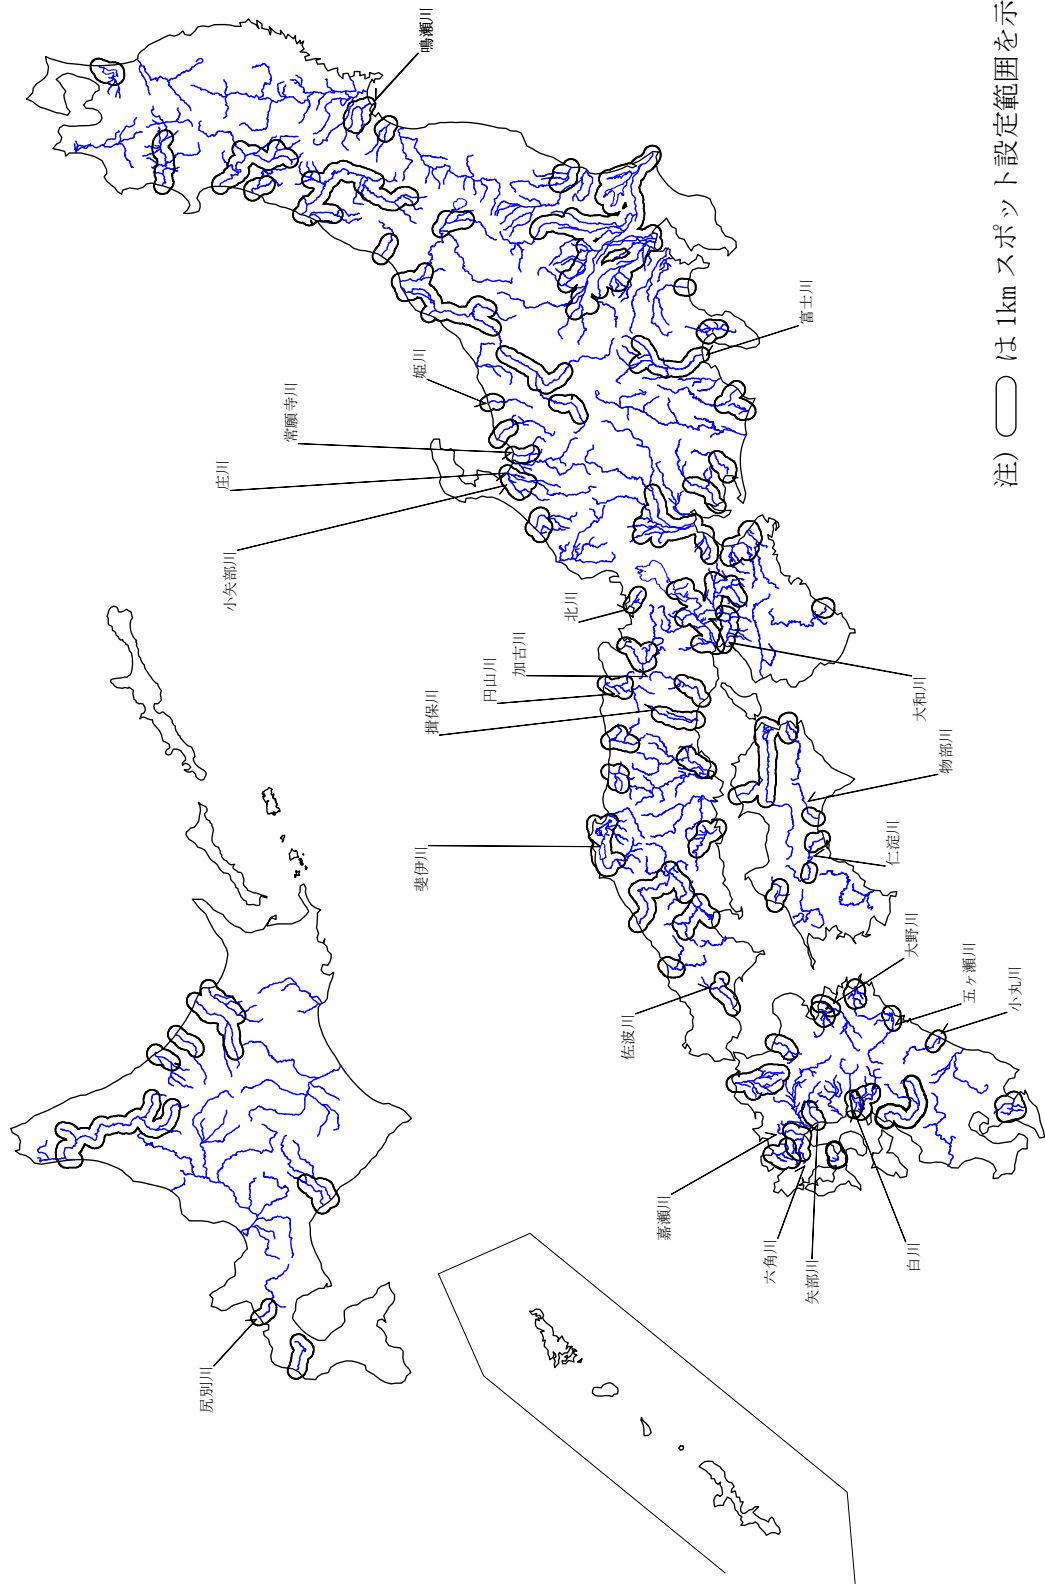 鳴瀬川
富士川
姫川
常願寺川
庄川
小矢部川
北川
加古川
円山川
揖保川
大和川
物部川
仁淀川
斐伊川
大野川
五ヶ瀬川
小丸川
佐波川
嘉瀬川
六角川
矢部川
白川
尻別川
注） は 1km スポット設定範囲を示